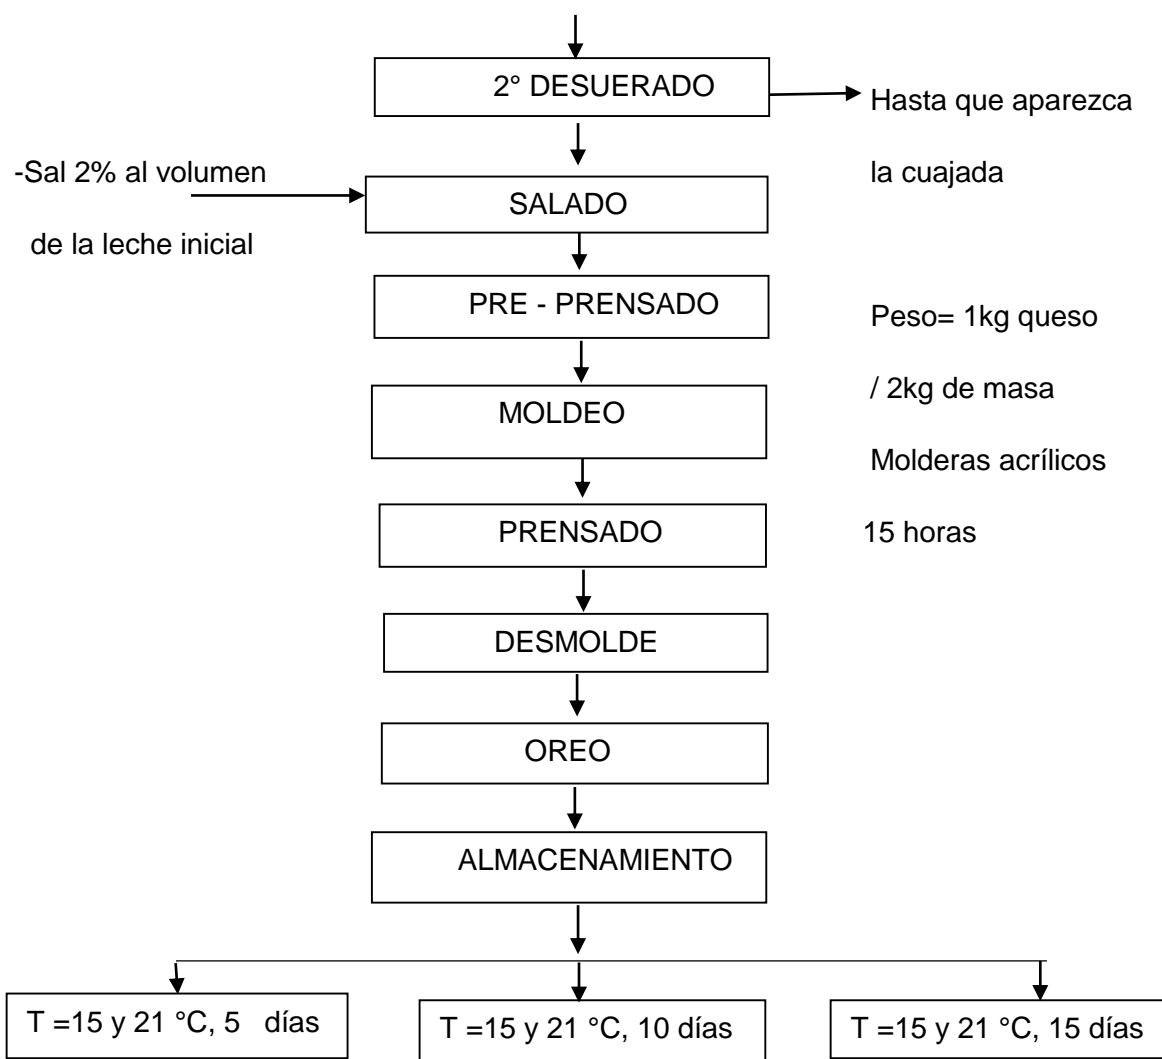 2° DESUERADO
Hasta que aparezca
la cuajada
-Sal 2% al volumen
de la leche inicial
SALADO
PRE - PRENSADO
Peso= 1kg queso
/ 2kg de masa
MOLDEO
Molderas acrílicos
PRENSADO
15 horas
DESMOLDE
OREO
ALMACENAMIENTO
T =15 y 21 °C, 5 días
T =15 y 21 °C, 10 días
T =15 y 21 °C, 15 días